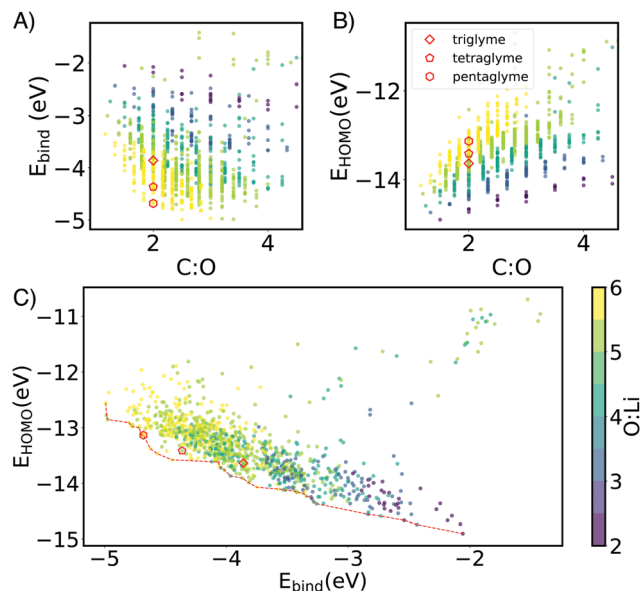 A)
−2
−3
−4
−5
E_bind (eV)
2
4
C:O
B)
triglyme
tetraglyme
pentaglyme
−12
−14
E_HOMO(eV)
2
4
C:O
C)
−11
−12
−13
−14
−15
E_HOMO(eV)
−5
−4
−3
−2
E_bind(eV)
6
5
4
3
2
O:Li